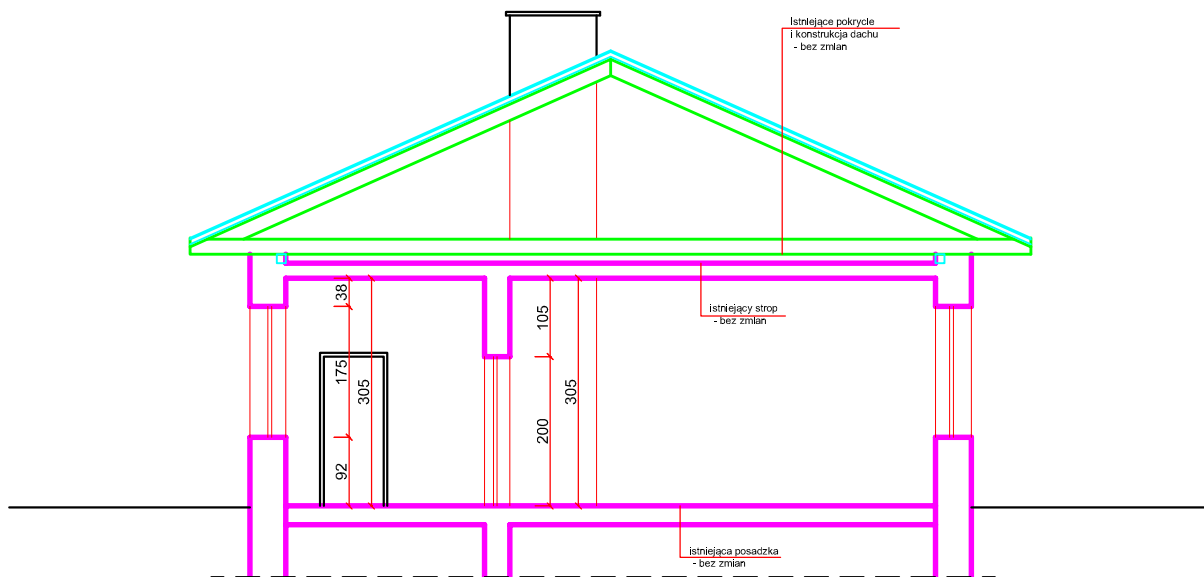 Istniejące pokrycie
i konstrukcja dachu
- bez zmian
38
105
istniejący strop
- bez zmian
175
305
305
200
92
istniejąca posadzka
- bez zmian